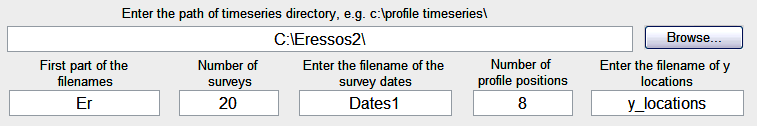 Enter the path of timeseries directory, e.g. c:\profile timeseries\
C:\Eressos2\
Browse...
First part of the
filenames
Number of
surveys
Enter the filename of the
survey dates
Number of
profile positions
Enter the filename of y
locations
Er
20
Dates1
8
y_locations